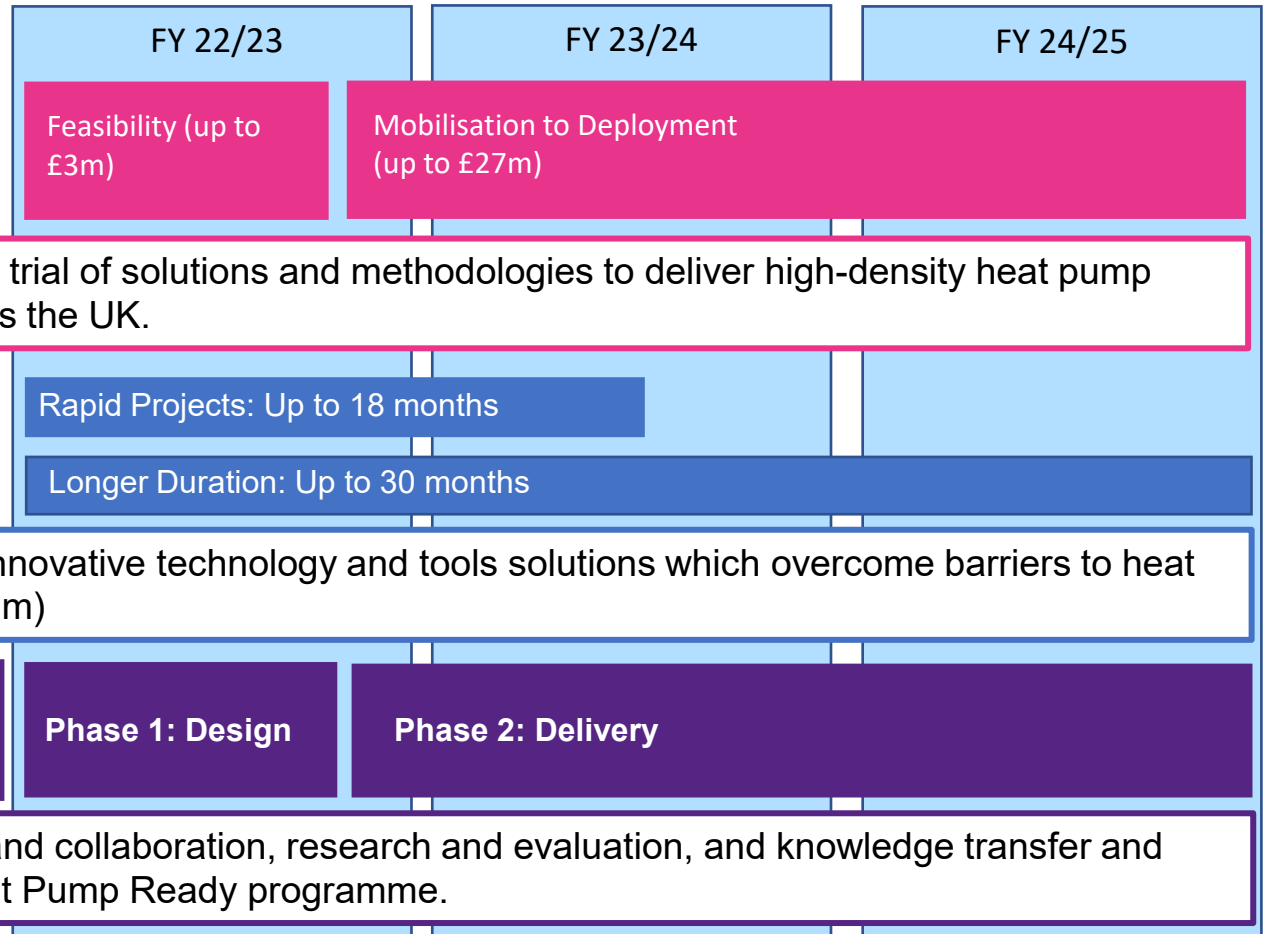 FY 22/23
FY 23/24
FY 24/25
Feasibility (up to
£3m)
Mobilisation to Deployment
(up to £27m)
trial of solutions and methodologies to deliver high-density heat pump
s the UK.
Rapid Projects: Up to 18 months
Longer Duration: Up to 30 months
nnovative technology and tools solutions which overcome barriers to heat
m)
Phase 1: Design
Phase 2: Delivery
and collaboration, research and evaluation, and knowledge transfer and
t Pump Ready programme.